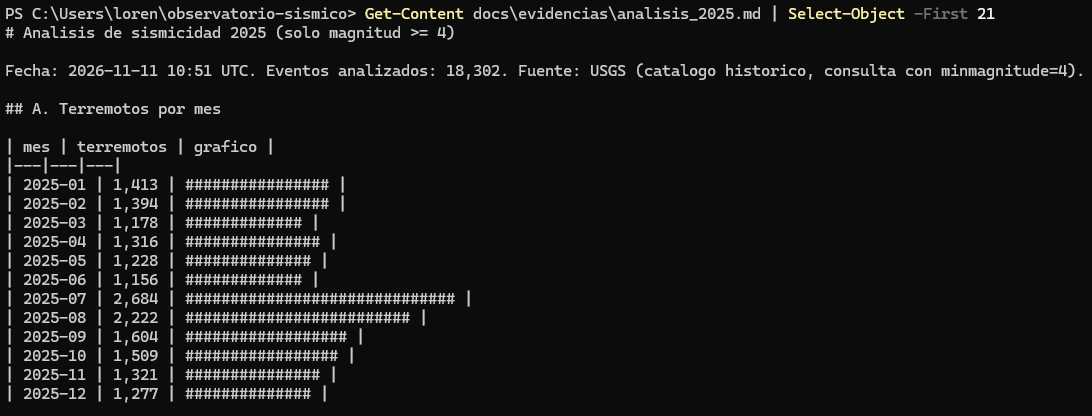 PS C:\Users\loren\observatorio-sismico> Get-Content docs\evidencias\analisis_2025.md | Select-Object -First 21
# Analisis de sismicidad 2025 (solo magnitud >= 4)
Fecha: 2026-11-11 10:51 UTC. Eventos analizados: 18,302. Fuente: USGS (catalogo historico, consulta con minmagnitude=4).
## A. Terremotos por mes
| mes | terremotos | grafico |
|---|---|---|
| 2025-01 | 1,413 | ################ |
| 2025-02 | 1,394 | ################ |
| 2025-03 | 1,178 | ############# |
| 2025-04 | 1,316 | ############### |
| 2025-05 | 1,228 | ############## |
| 2025-06 | 1,156 | ############# |
| 2025-07 | 2,684 | ############################## |
| 2025-08 | 2,222 | ######################### |
| 2025-09 | 1,604 | ################## |
| 2025-10 | 1,509 | ################# |
| 2025-11 | 1,321 | ############### |
| 2025-12 | 1,277 | ############## |